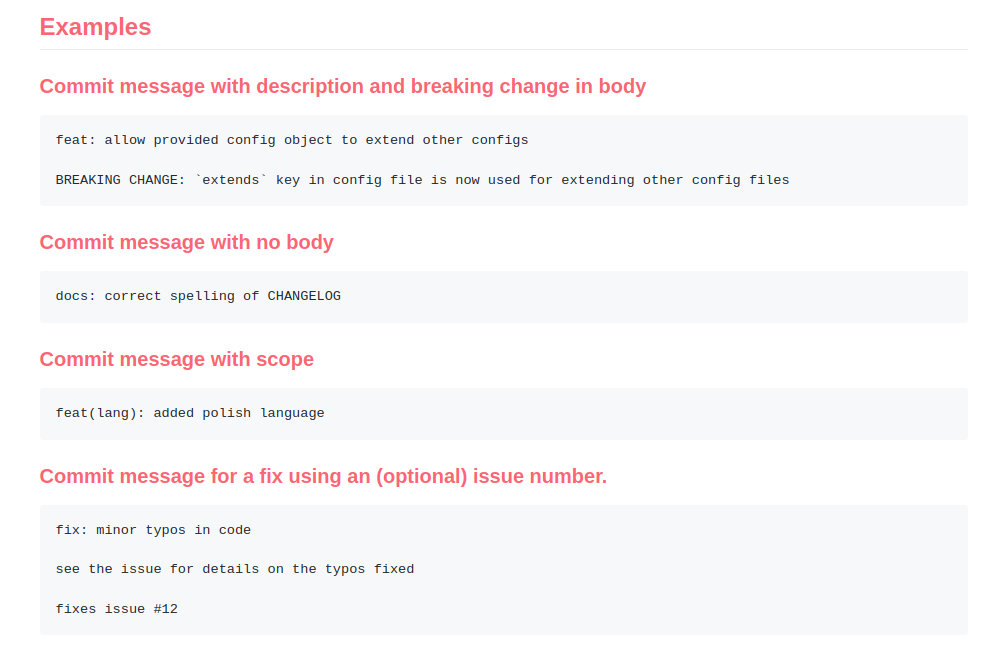 Examples
Commit message with description and breaking change in body
feat: allow provided config object to extend other configs
BREAKING CHANGE: `extends` key in config file is now used for extending other config files
Commit message with no body
docs: correct spelling of CHANGELOG
Commit message with scope
feat(lang): added polish language
Commit message for a fix using an (optional) issue number.
fix: minor typos in code
see the issue for details on the typos fixed
fixes issue #12